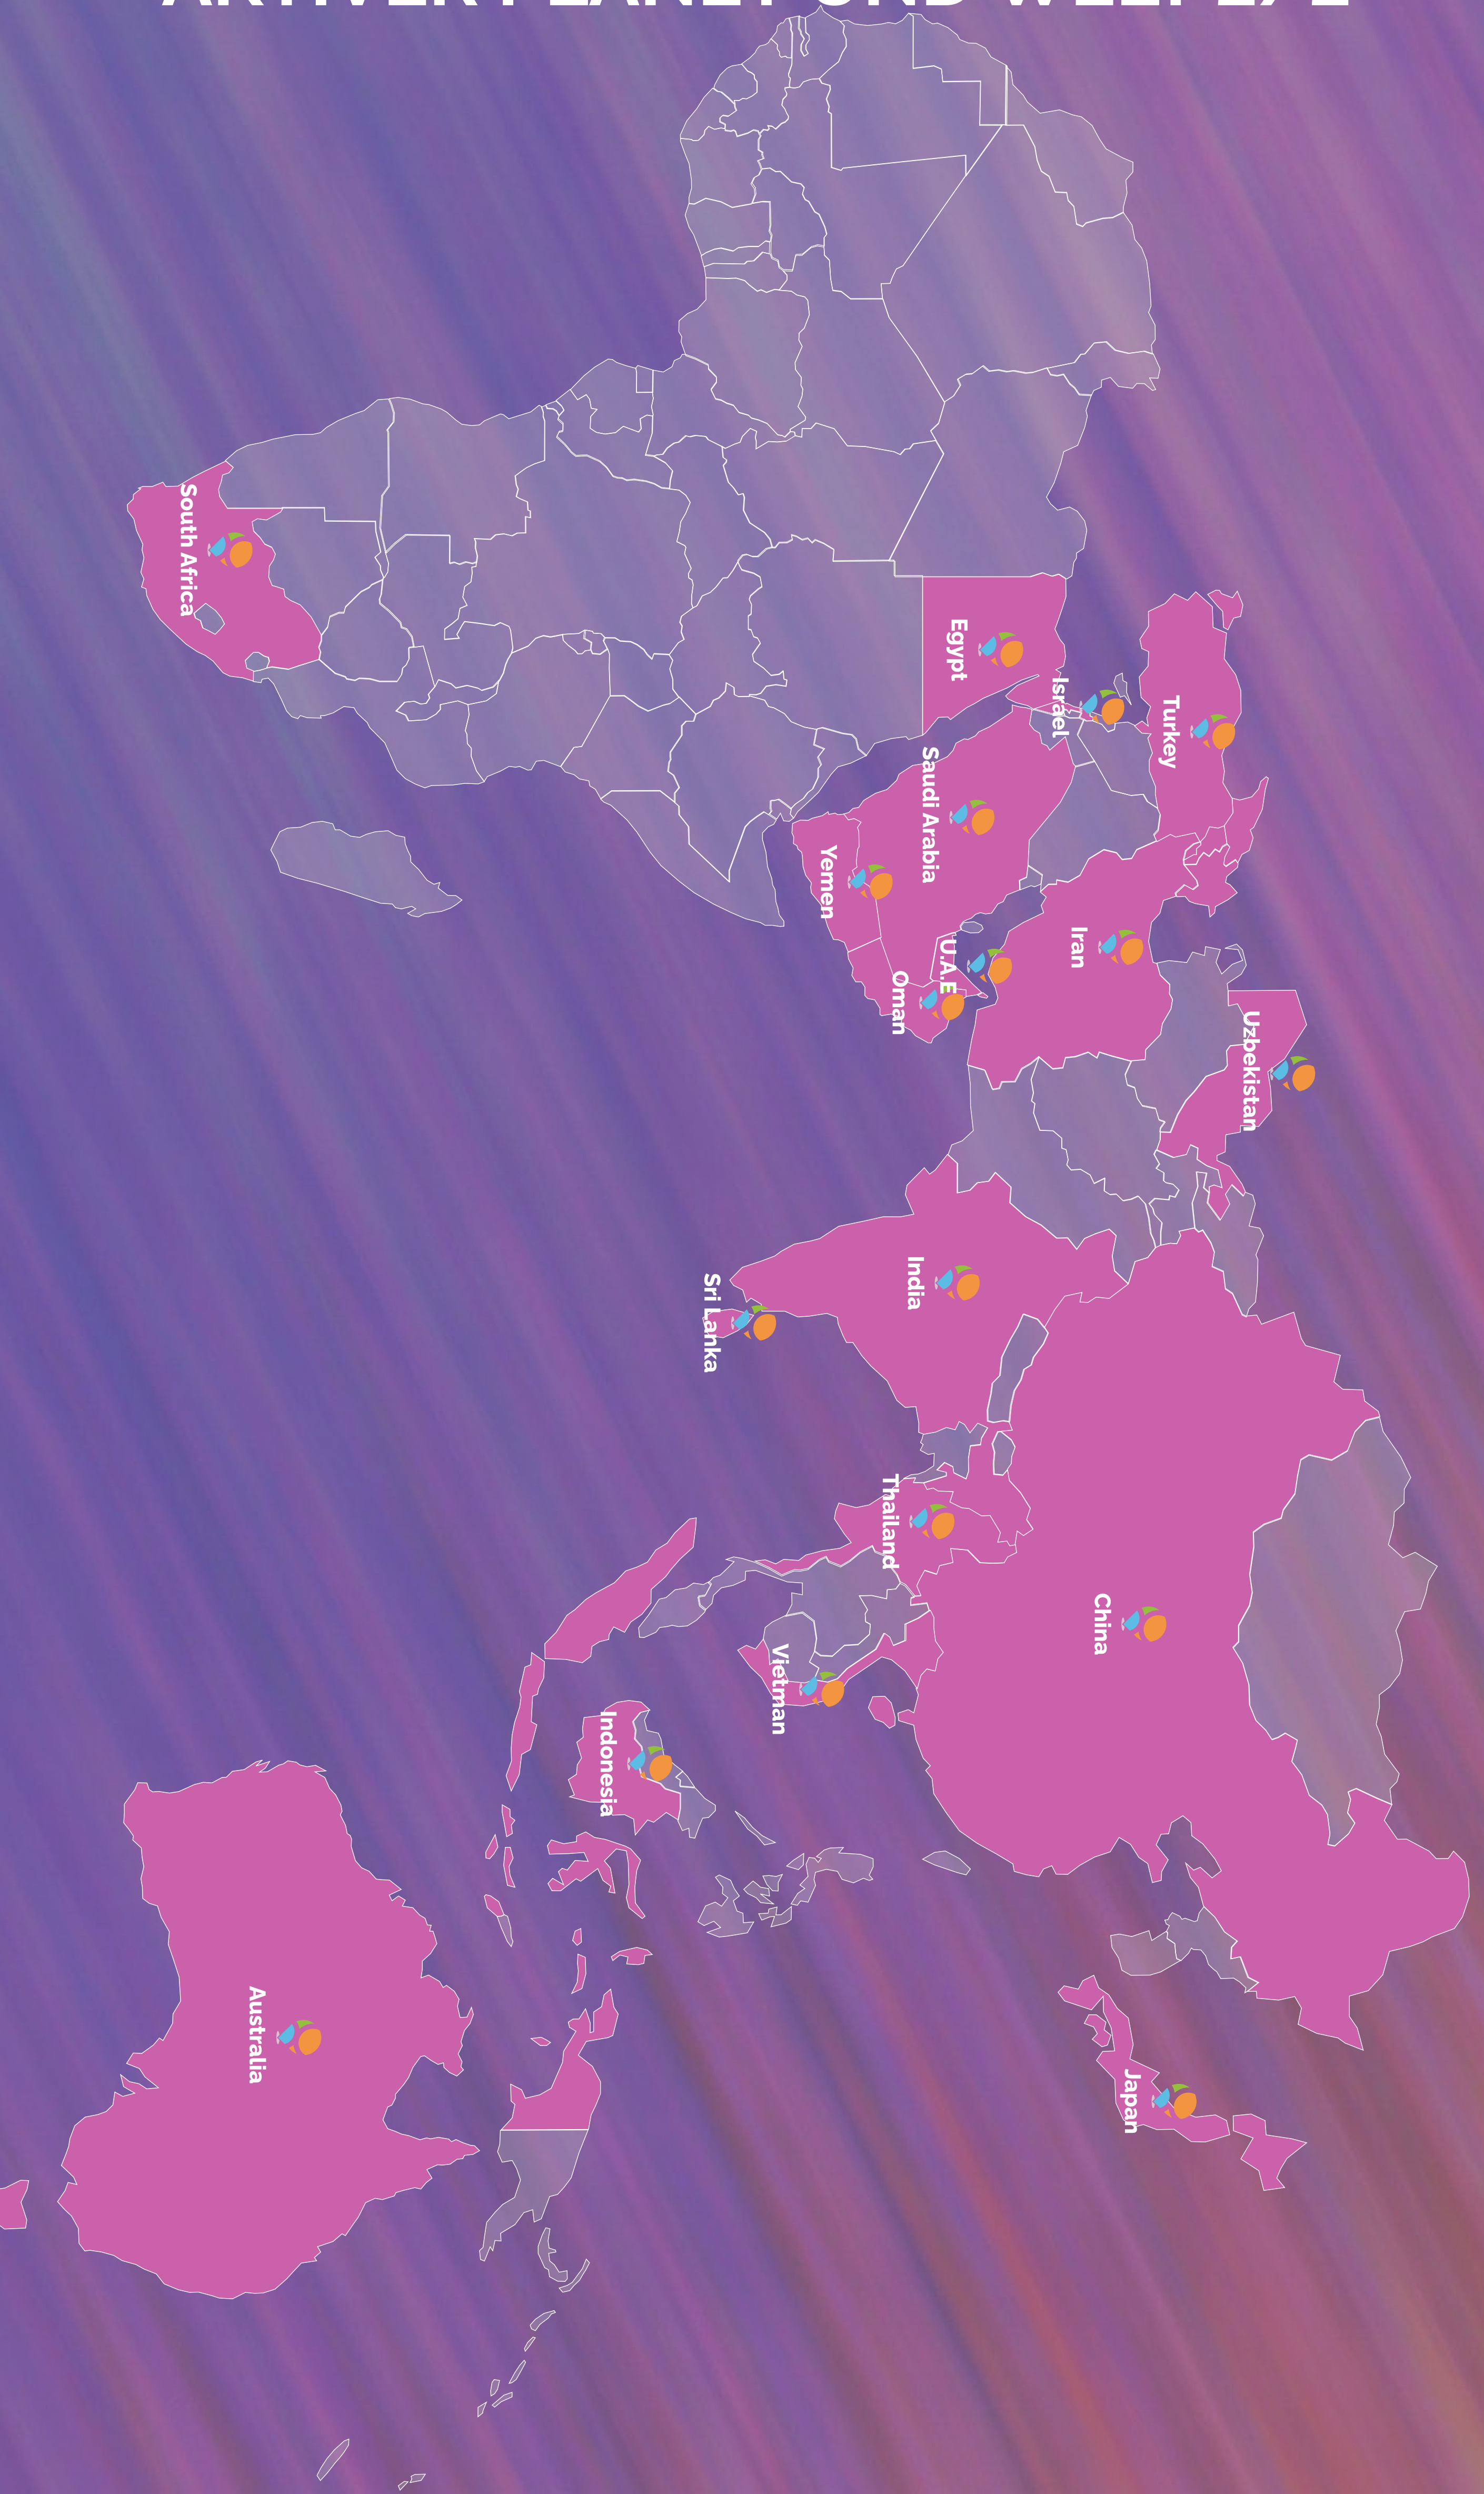 Uzbekistan
Turkey
Japan
China
Iran
Israel
Egypt
U.A.E
Saudi Arabia
India
Oman
Thailand
Yemen
Vietman
Sri Lanka
Indonesia
Australia
South Africa